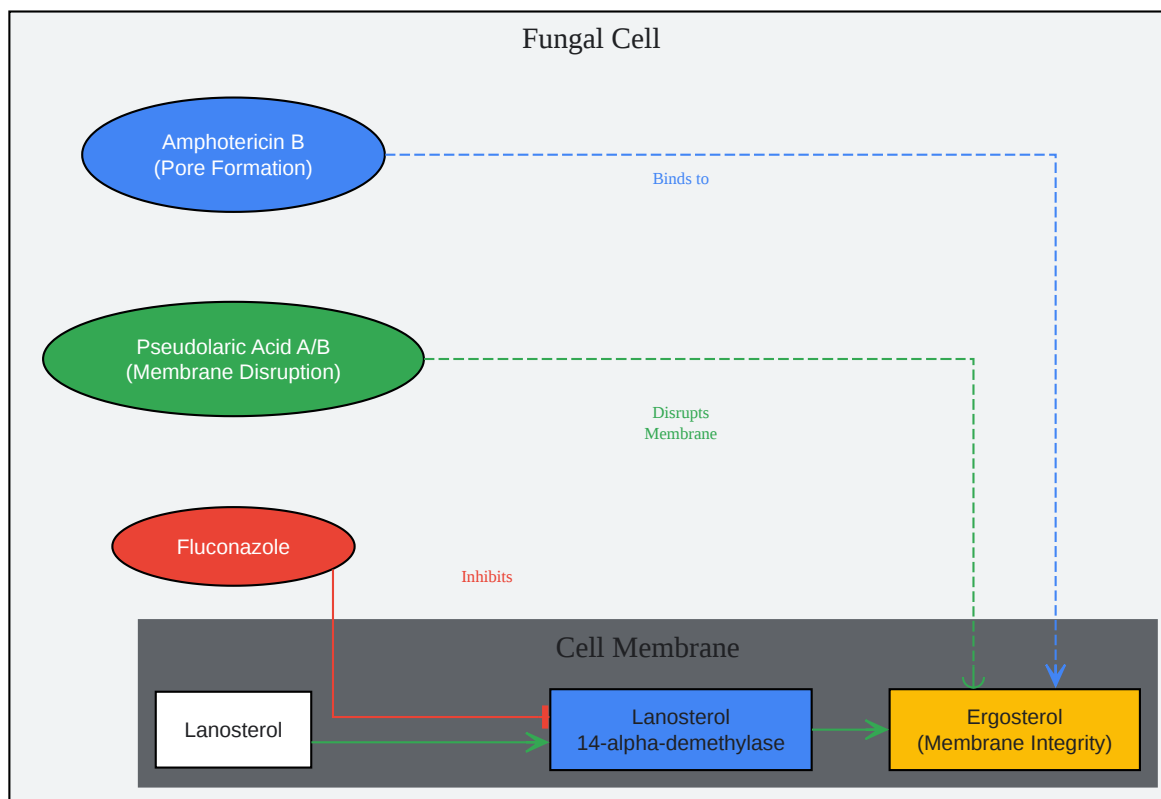 Fungal Cell
Amphotericin B
(Pore Formation)
Binds to
Pseudolaric Acid A/B
(Membrane Disruption)
Disrupts
Membrane
Fluconazole
Inhibits
Cell Membrane
Lanosterol
Lanosterol
14-alpha-demethylase
Ergosterol
(Membrane Integrity)